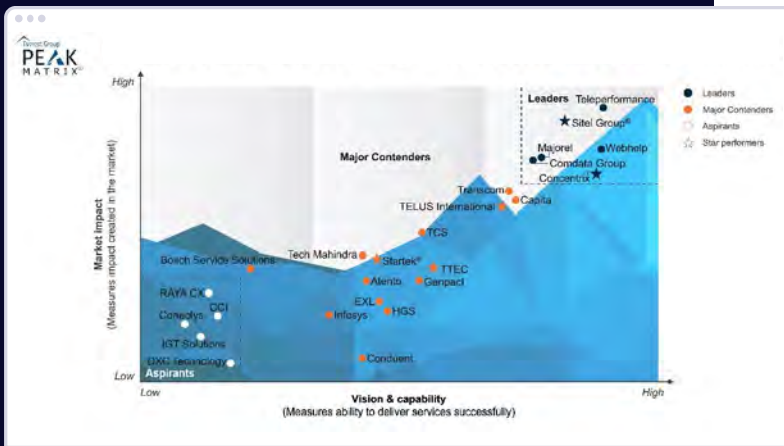 Everest Group
PEAK
MATRIX®
High
Leaders
Teleperformance
Sitel Group®
Majorel
Webhelp
Comdata Group
Concentrix
Leaders
Major Contenders
Aspirants
Star performers
Major Contenders
Transcom
Capita
TELUS International
TCS
Tech Mahindra
Startek®
Bosch Service Solutions
TTEC
Atento
Genpact
RAYA CX
CCI
EXL
HGS
Infosys
IGT Solutions
Conduent
DXC Technology
Aspirants
Market impact
(Measures impact created in the market)
Low
Low
High
Vision & capability
(Measures ability to deliver services successfully)